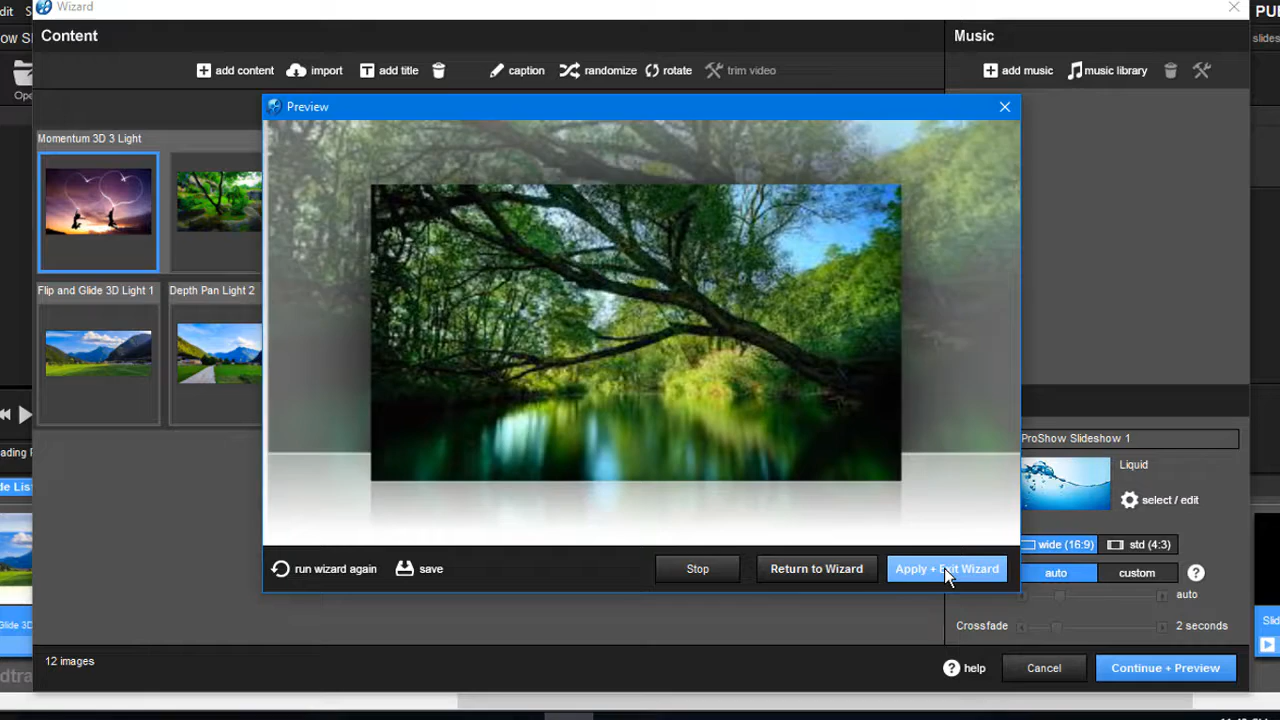 Wizard
Content
Music
add content
import
add title
caption
randomize
rotate
trim video
add music
music library
Preview
Momentum 3D 3 Light
Flip and Glide 3D Light 1
Depth Pan Light 2
ProShow Slideshow 1
Liquid
select / edit
wide (16:9)
std (4:3)
auto
custom
auto
Crossfade
2 seconds
run wizard again
save
Stop
Return to Wizard
Apply + Exit Wizard
12 images
help
Cancel
Continue + Preview